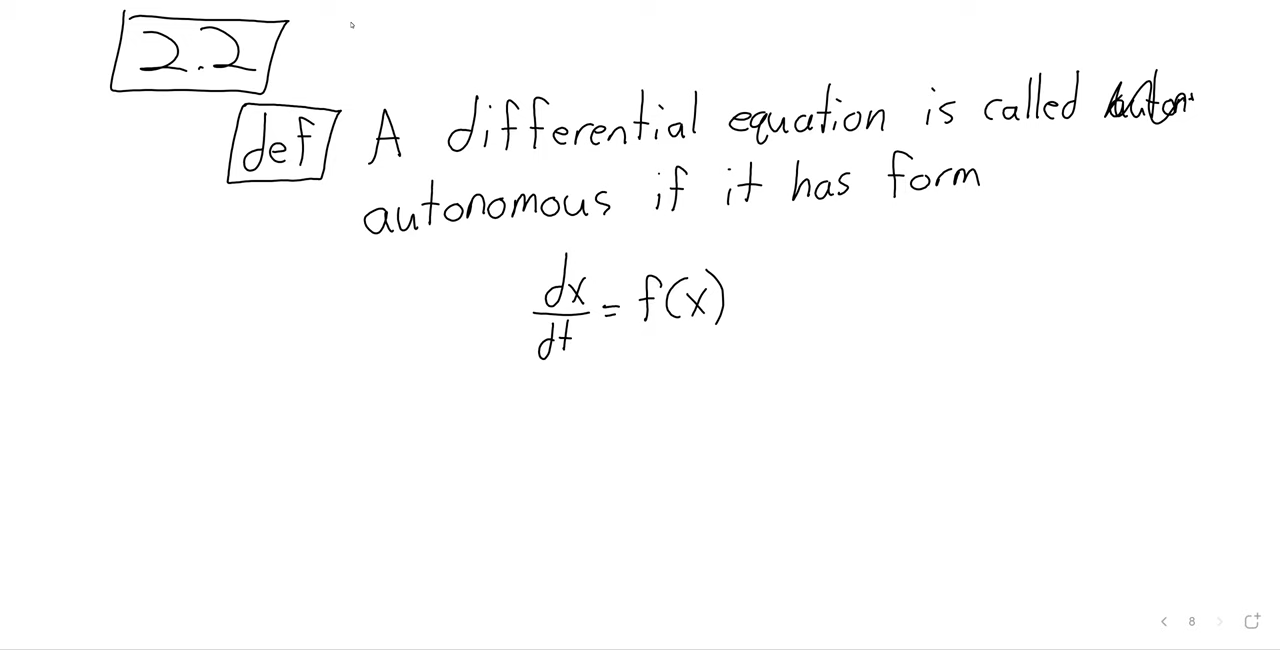 2.2
def A differential equation is called
autonomous if it has form
dx/dt = f(x)
8